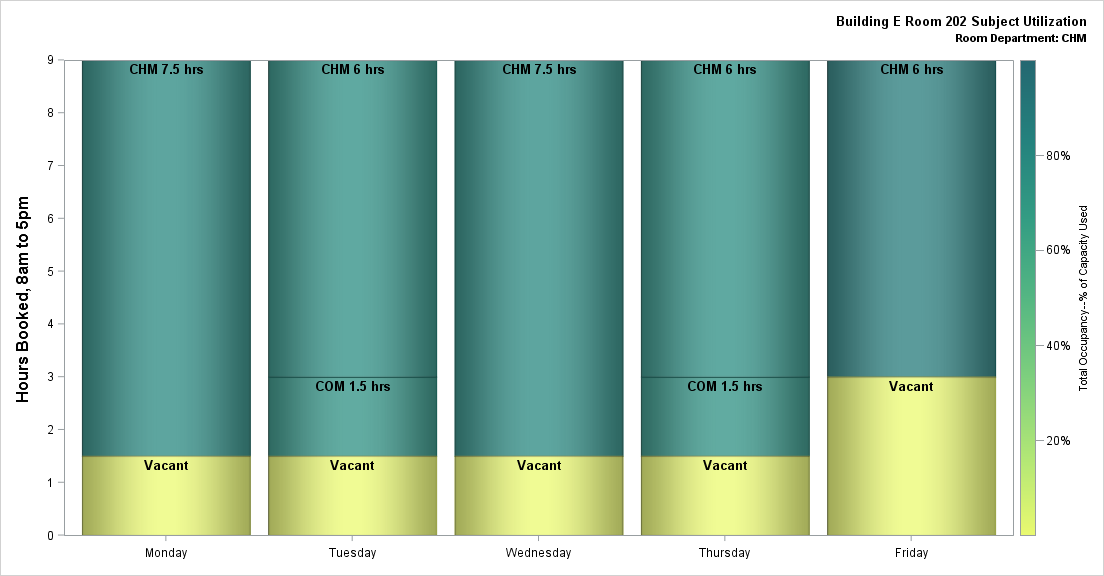 Building E Room 202 Subject Utilization
Room Department: CHM
Hours Booked, 8am to 5pm
9
8
7
6
5
4
3
2
1
0
CHM 7.5 hrs
Vacant
CHM 6 hrs
COM 1.5 hrs
Vacant
CHM 7.5 hrs
Vacant
CHM 6 hrs
COM 1.5 hrs
Vacant
CHM 6 hrs
Vacant
Monday
Tuesday
Wednesday
Thursday
Friday
80%
60%
40%
20%
Total Occupancy--% of Capacity Used